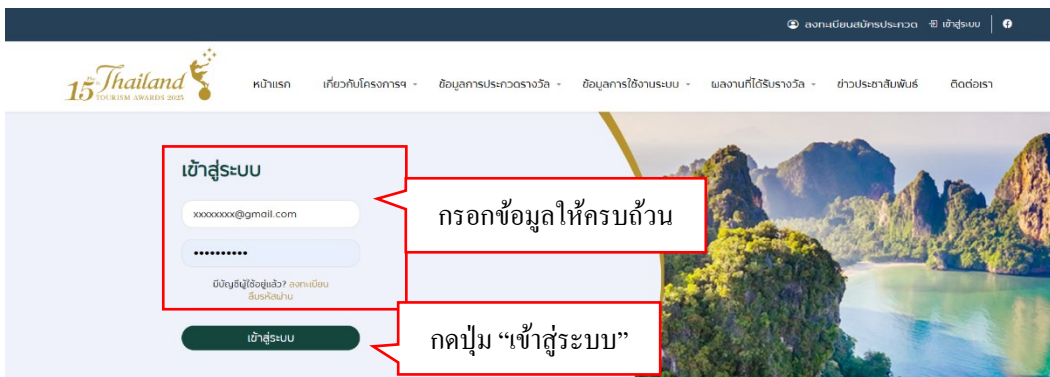 ลงทะเบียนสมัครประกวด เข้าสู่ระบบ
The 15th Thailand
TOURISM AWARDS 2025
หน้าแรก เกี่ยวกับโครงการฯ ข้อมูลการประกวดรางวัล ข้อมูลการใช้งานระบบ ผลงานที่ได้รับรางวัล ข่าวประชาสัมพันธ์ ติดต่อเรา
เข้าสู่ระบบ
xxxxxxxx@gmail.com
••••••••••
กรอกข้อมูลให้ครบถ้วน
มีบัญชีผู้ใช้อยู่แล้ว? ลงทะเบียน
ลืมรหัสผ่าน
เข้าสู่ระบบ
กดปุ่ม “เข้าสู่ระบบ”